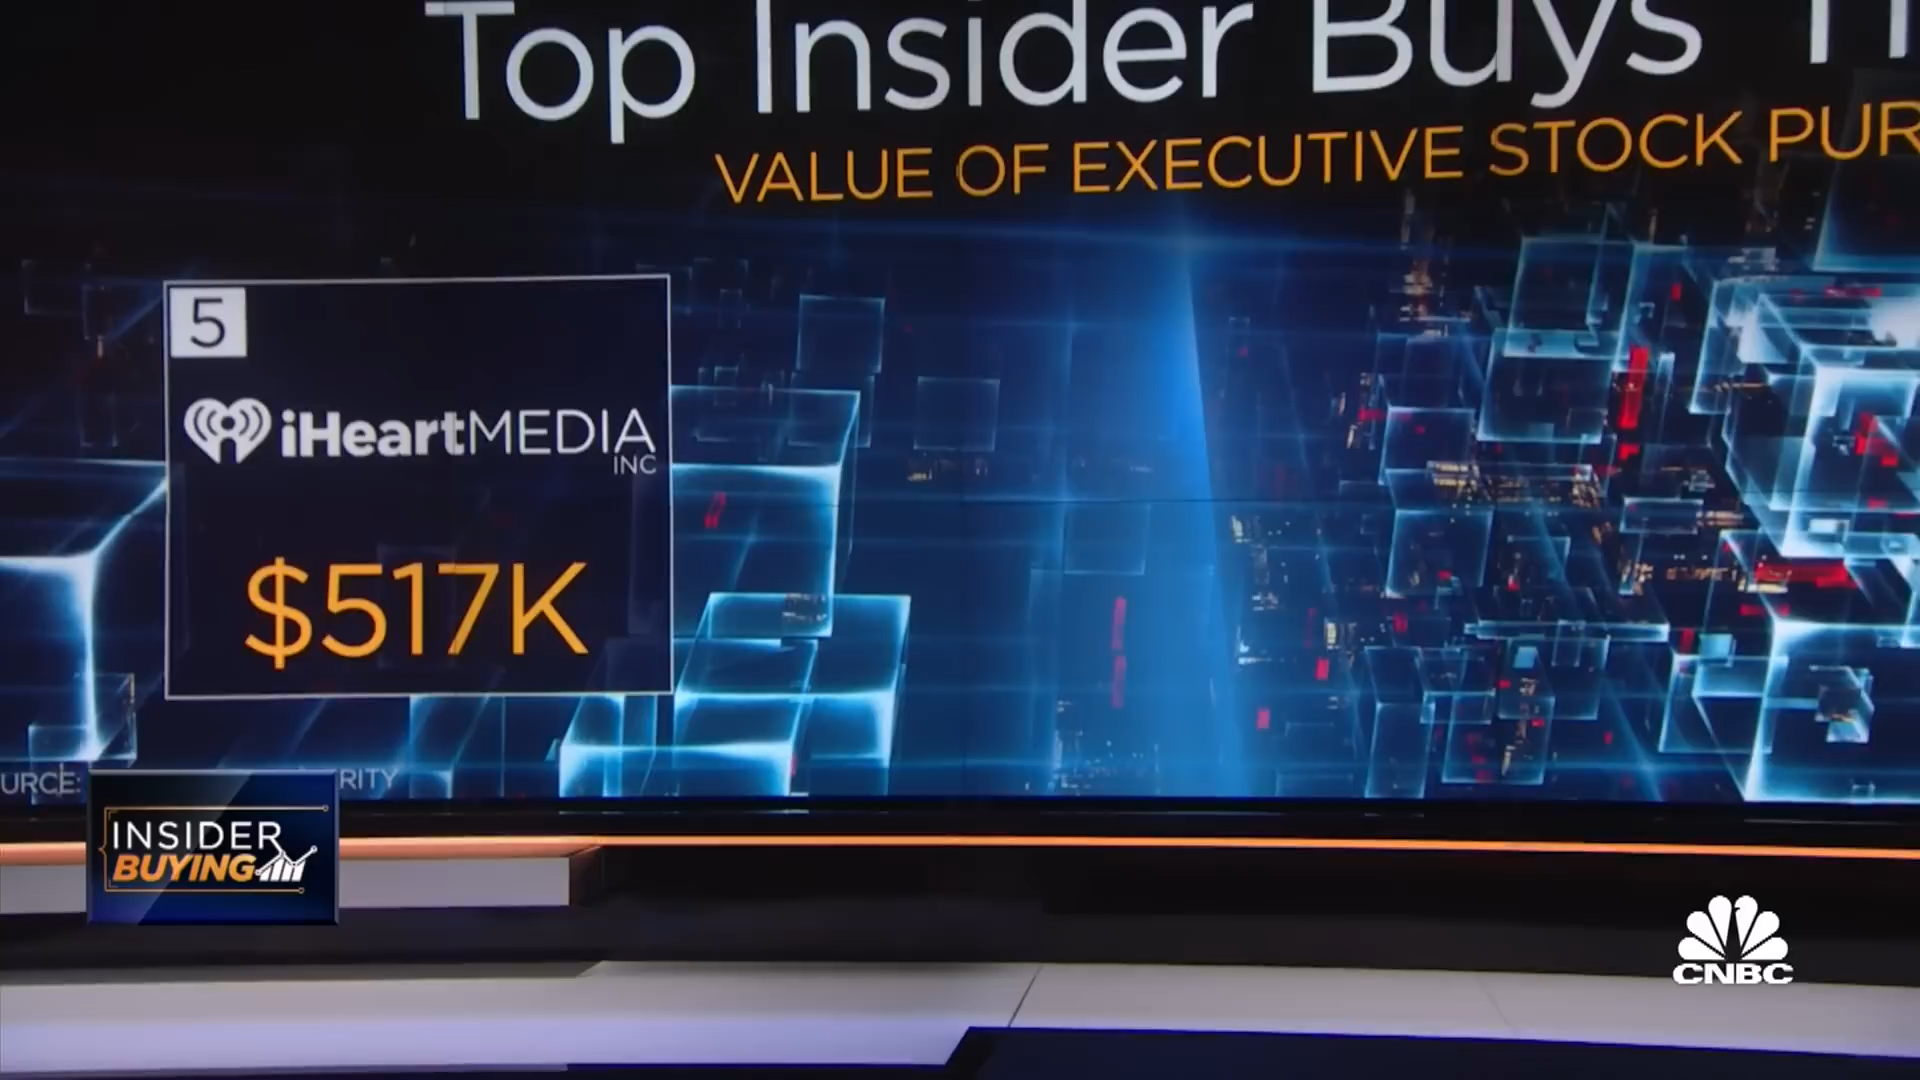 Top Insider Buys
VALUE OF EXECUTIVE STOCK
5
iHeartMEDIA
INC
$517K
INSIDER
BUYING
CNBC